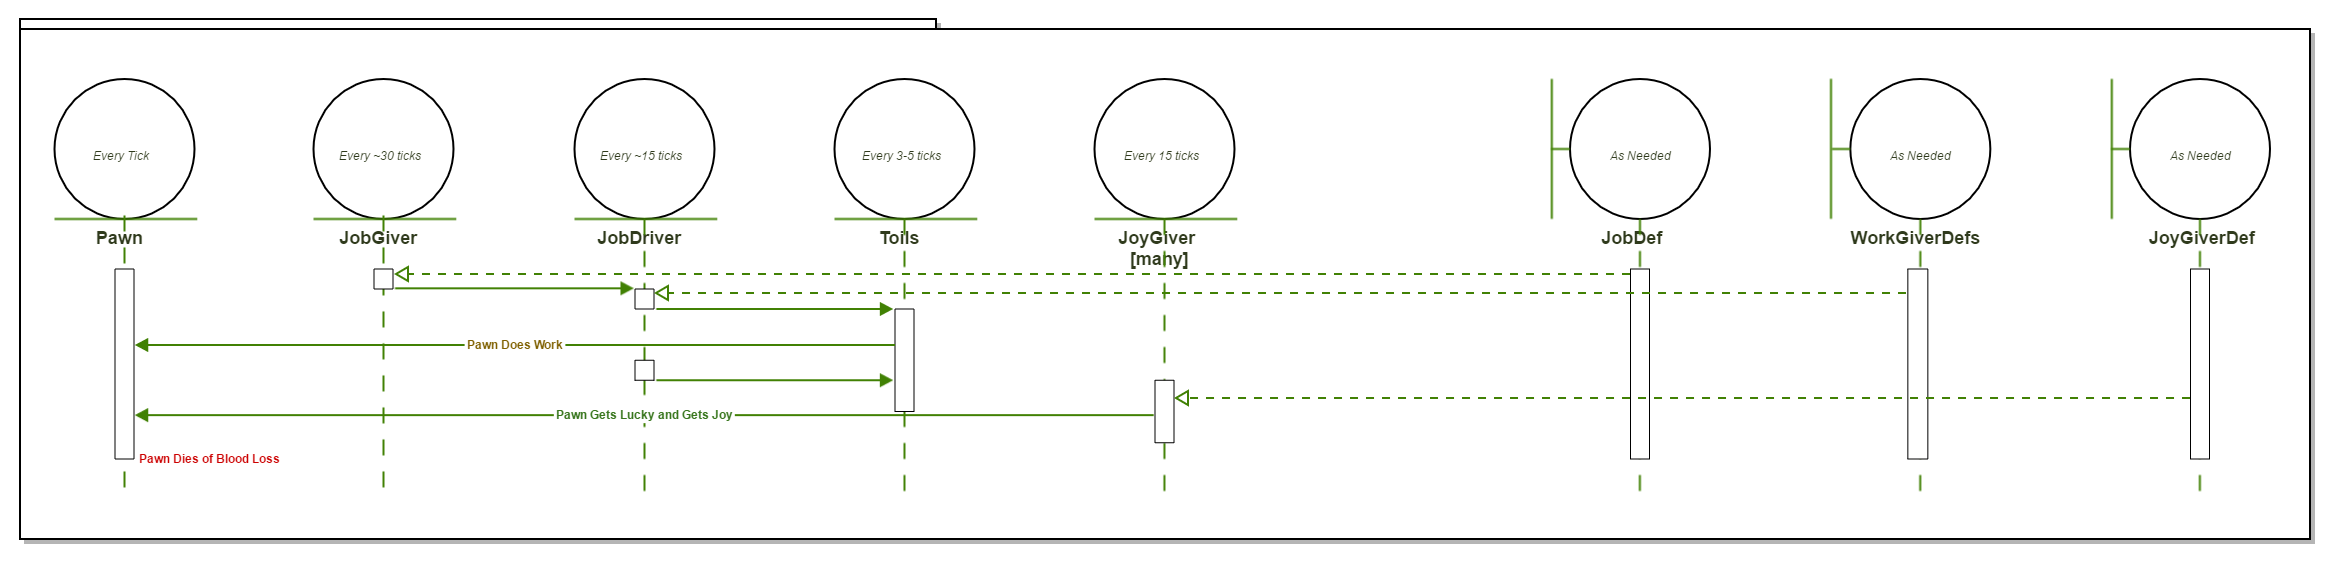 Every Tick
Every ~30 ticks
Every ~15 ticks
Every 3-5 ticks
Every 15 ticks
As Needed
As Needed
As Needed
Pawn
JobGiver
JobDriver
Toils
JoyGiver
[many]
JobDef
WorkGiverDefs
JoyGiverDef
Pawn Does Work
Pawn Gets Lucky and Gets Joy
Pawn Dies of Blood Loss